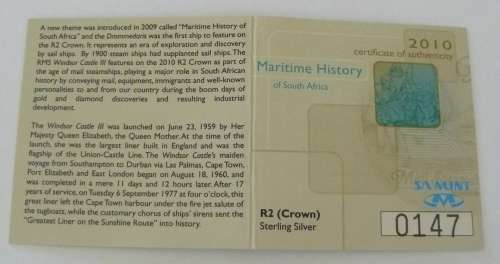 A new theme was introduced in 2009 called "Maritime History of
South Africa" and the Drommedaris was the first ship to feature on
the R2 Crown. It represents an era of exploration and discovery
by sail ships. By 1900 steam ships had supplanted sail ships. The
RMS Windsor Castle III features on the 2010 R2 Crown as part of
the age of mail steamships, playing a major role in South African
history by conveying mail, equipment, immigrants and well-known
personalities to and from our country during the boom days of
gold and diamond discoveries and resulting industrial
development.
The Windsor Castle III was launched on June 23, 1959 by Her
Majesty Queen Elizabeth, the Queen Mother. At the time of the
launch, she was the largest liner built in England and was the
flagship of the Union-Castle Line. The Windsor Castle's maiden
voyage from Southampton to Durban via Las Palmas, Cape Town,
Port Elizabeth and East London began on August 18, 1960, and
was completed in a mere 11 days and 12 hours later. After 17
years of service, on Tuesday 6 September 1977 at four o'clock, this
great liner left the Cape Town harbour under the fire jet salute of
the tugboats, while the customary chorus of ships' sirens sent the
"Greatest Liner on the Sunshine Route" into history.
2010
certificate of authenticity
Maritime History
of South Africa
SA MINT
R2 (Crown)
Sterling Silver
0147